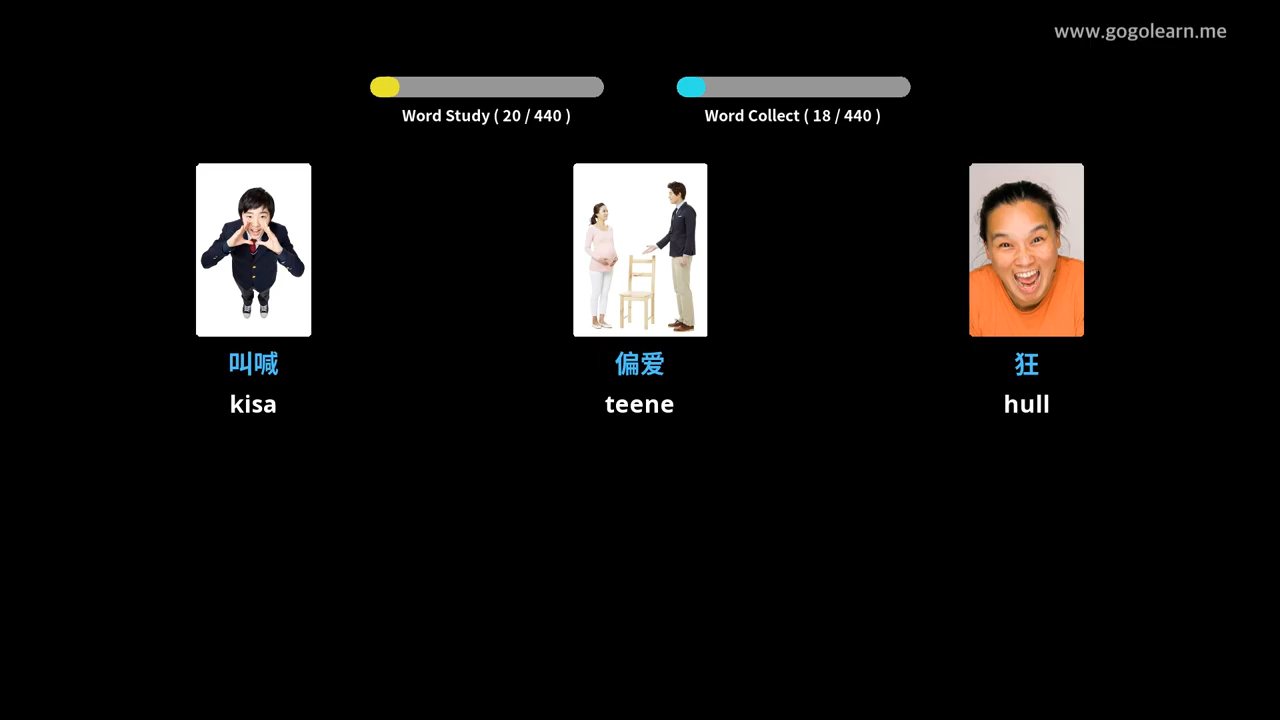 www.gogolearn.me
Word Study ( 20 / 440 )
Word Collect ( 18 / 440 )
叫喊
偏爱
狂
kisa
teene
hull